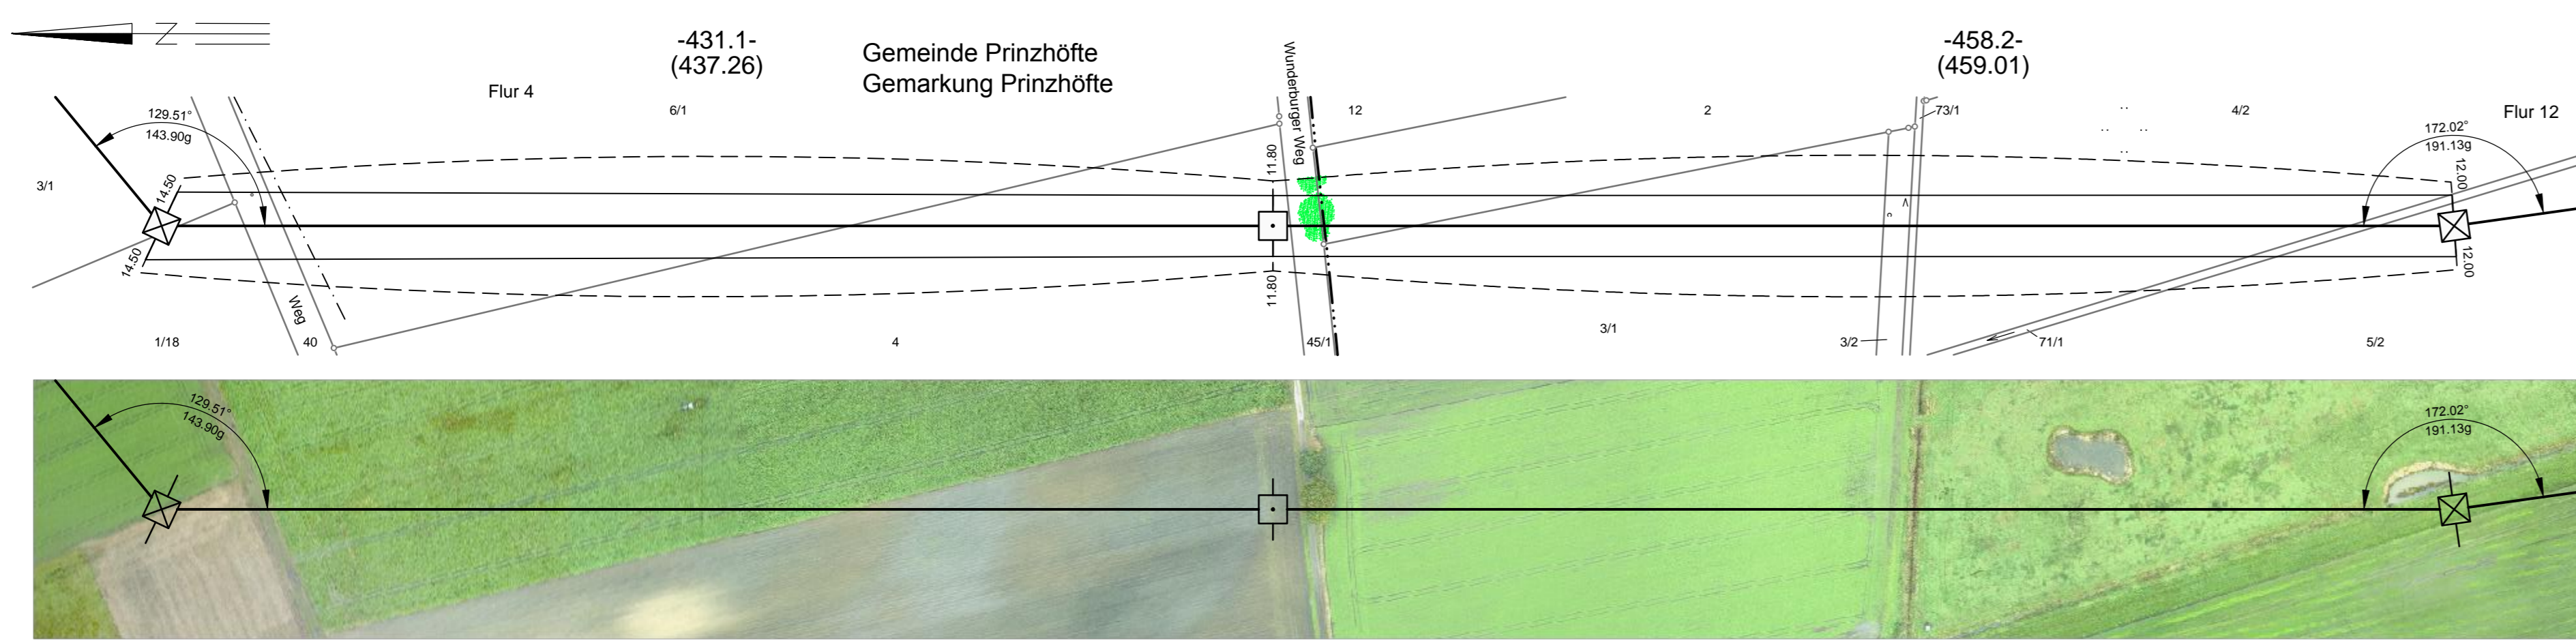 N
-431.1-
(437.26)
Gemeinde Prinzhöfte
Gemarkung Prinzhöfte
-458.2-
(459.01)
Flur 4
6/1
Wunderburger Weg
12
2
73/1
4/2
Flur 12
129.51°
143.90g
172.02°
191.13g
3/1
14.50
14.50
11.80
11.80
12.00
12.00
Weg
1/18
40
4
45/1
3/1
3/2
71/1
5/2
129.51°
143.90g
172.02°
191.13g